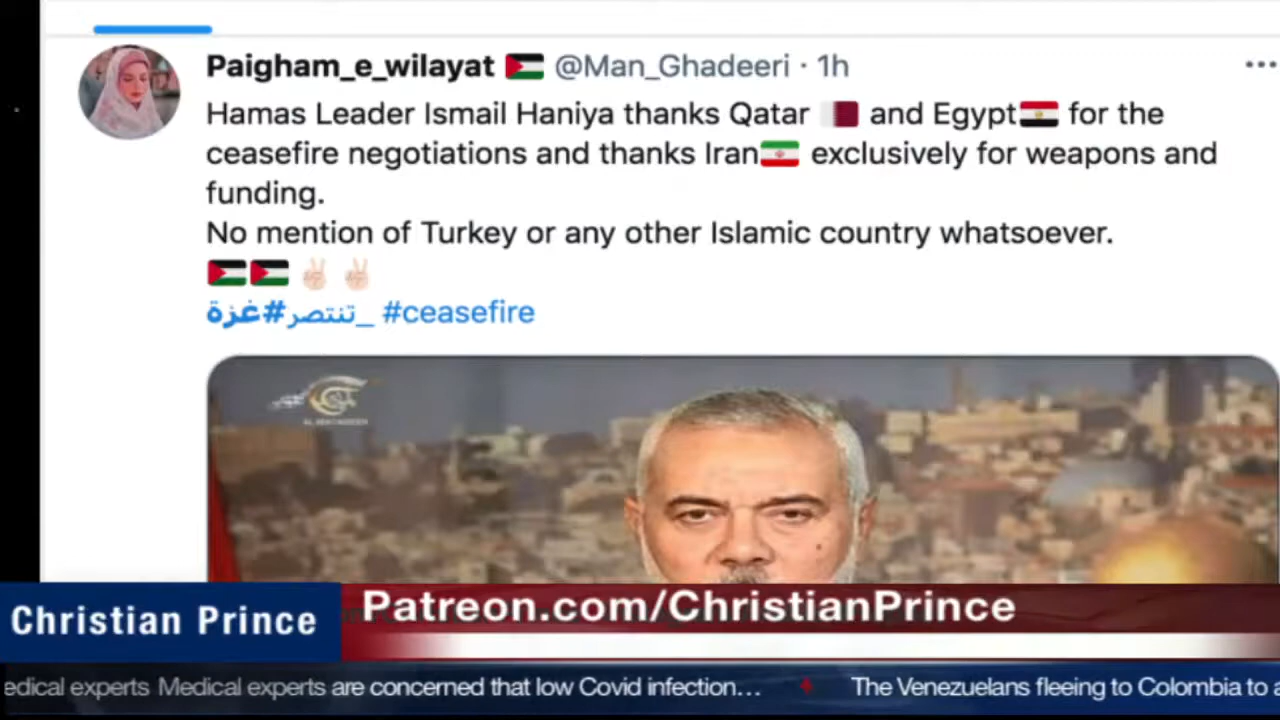 Paigham_e_wilayat 🇵🇸 @Man_Ghadeeri · 1h
Hamas Leader Ismail Haniya thanks Qatar 🇶🇦 and Egypt🇪🇬 for the
ceasefire negotiations and thanks Iran🇮🇷 exclusively for weapons and
funding.
No mention of Turkey or any other Islamic country whatsoever.
🇵🇸🇵🇸✌🏻✌🏻
#غزة_تنتصر #ceasefire
AL MAYADEEN
Christian Prince
Patreon.com/ChristianPrince
edical experts Medical experts are concerned that low Covid infection... The Venezuelans fleeing to Colombia to a